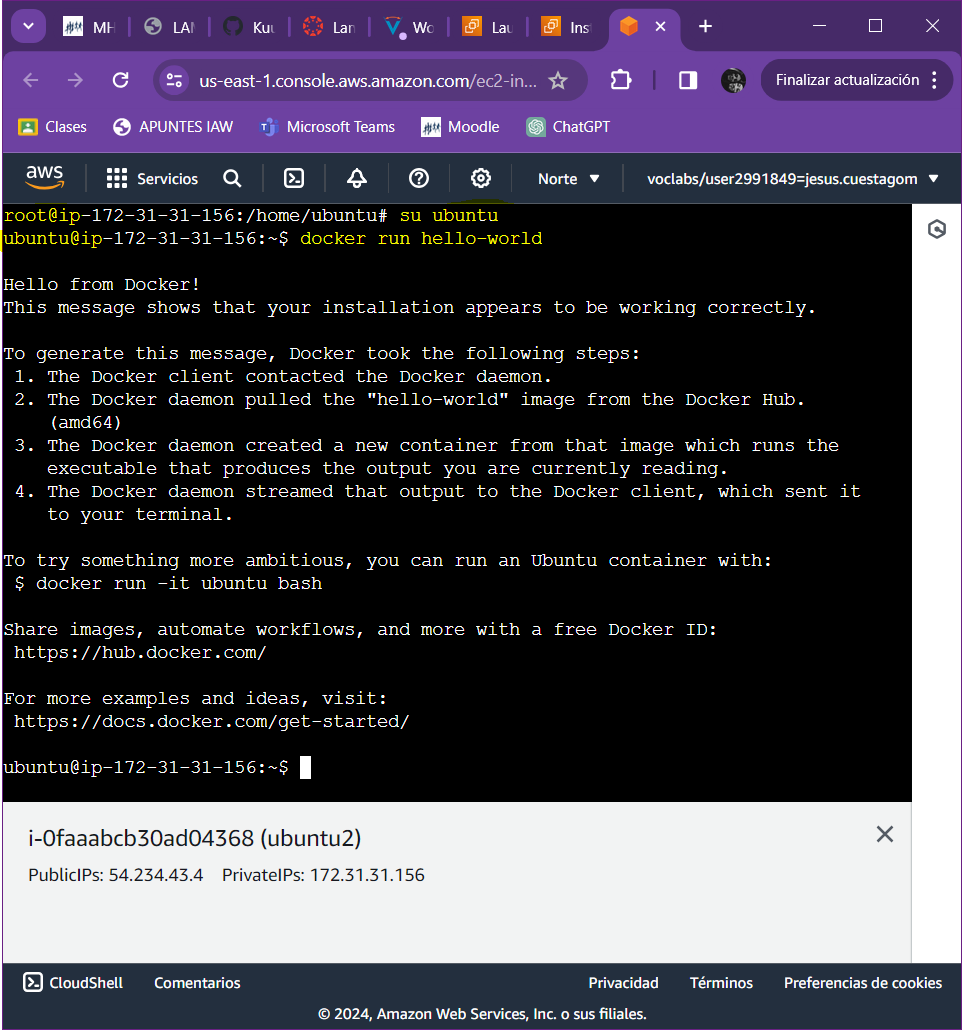 MH
LAN
Kuu
Lan
Wo
Lau
Inst
us-east-1.console.aws.amazon.com/ec2-in...
Finalizar actualización
Clases
APUNTES IAW
Microsoft Teams
Moodle
ChatGPT
aws
Servicios
Norte
voclabs/user2991849=jesus.cuestagom
root@ip-172-31-31-156:/home/ubuntu# su ubuntu
ubuntu@ip-172-31-31-156:~$ docker run hello-world
Hello from Docker!
This message shows that your installation appears to be working correctly.
To generate this message, Docker took the following steps:
1. The Docker client contacted the Docker daemon.
2. The Docker daemon pulled the "hello-world" image from the Docker Hub.
(amd64)
3. The Docker daemon created a new container from that image which runs the
executable that produces the output you are currently reading.
4. The Docker daemon streamed that output to the Docker client, which sent it
to your terminal.
To try something more ambitious, you can run an Ubuntu container with:
$ docker run -it ubuntu bash
Share images, automate workflows, and more with a free Docker ID:
https://hub.docker.com/
For more examples and ideas, visit:
https://docs.docker.com/get-started/
ubuntu@ip-172-31-31-156:~$
i-0faaabcb30ad04368 (ubuntu2)
PublicIPs: 54.234.43.4 PrivateIPs: 172.31.31.156
CloudShell
Comentarios
Privacidad
Términos
Preferencias de cookies
© 2024, Amazon Web Services, Inc. o sus filiales.